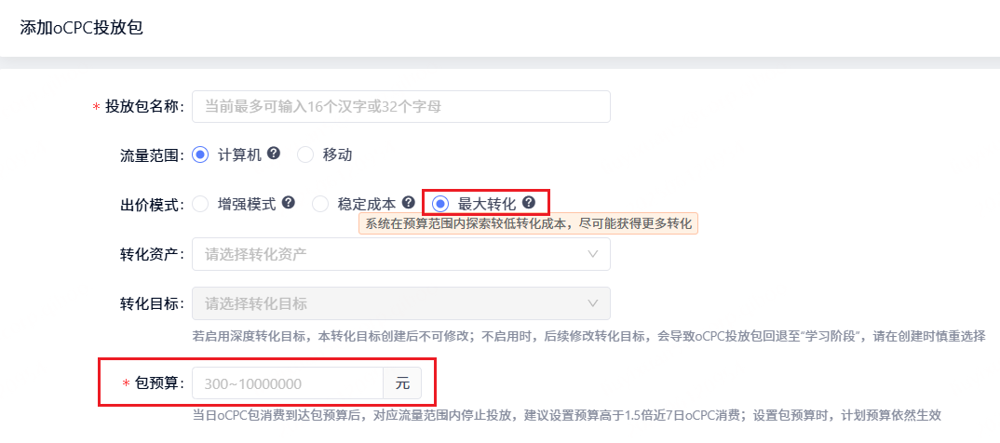 添加oCPC投放包
* 投放包名称: 当前最多可输入16个汉字或32个字母
流量范围: 计算机 ? 移动
出价模式: 增强模式 ? 稳定成本 ? 最大转化 ?
系统在预算范围内探索较低转化成本，尽可能获得更多转化
转化资产: 请选择转化资产
转化目标: 请选择转化目标
若启用深度转化目标，本转化目标创建后不可修改；不启用时，后续修改转化目标，会导致oCPC投放包回退至“学习阶段”，请在创建时慎重选择
* 包预算: 300~10000000 元
当日oCPC包消费到达包预算后，对应流量范围内停止投放，建议设置预算高于1.5倍近7日oCPC消费；设置包预算时，计划预算依然生效